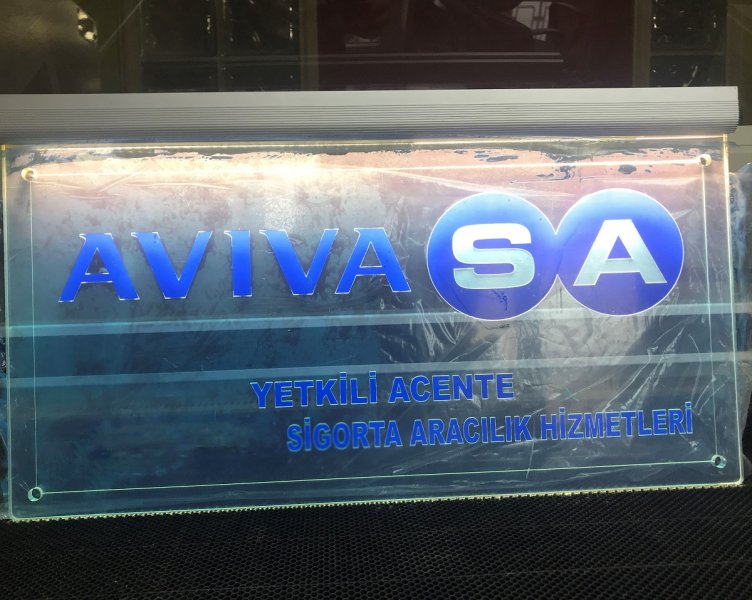 AVIVASA
YETKİLİ ACENTE
SİGORTA ARACILIK HİZMETLERİ